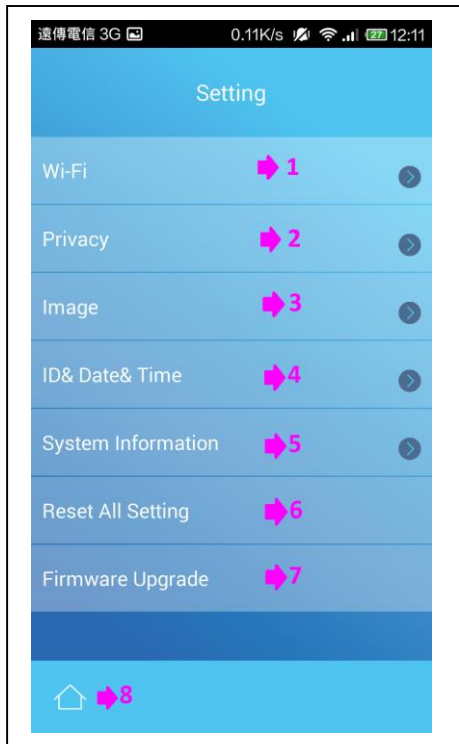 遠傳電信 3G 0.11K/s 27 12:11
Setting
Wi-Fi 1
Privacy 2
Image 3
ID& Date& Time 4
System Information 5
Reset All Setting 6
Firmware Upgrade 7
8